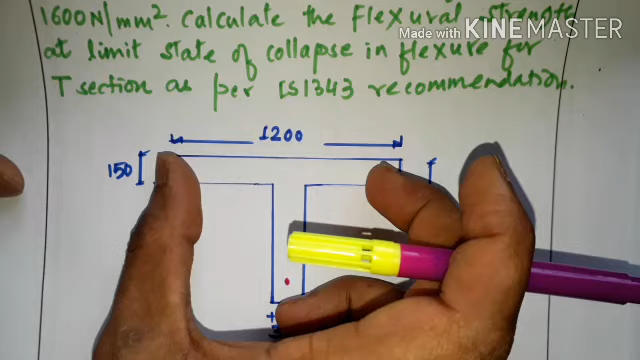 1600N/mm². Calculate the Flexural strength
Made with KINEMASTER
at limit state of collapse in flexure for
T section as per IS1343 recommendation.
1200
150